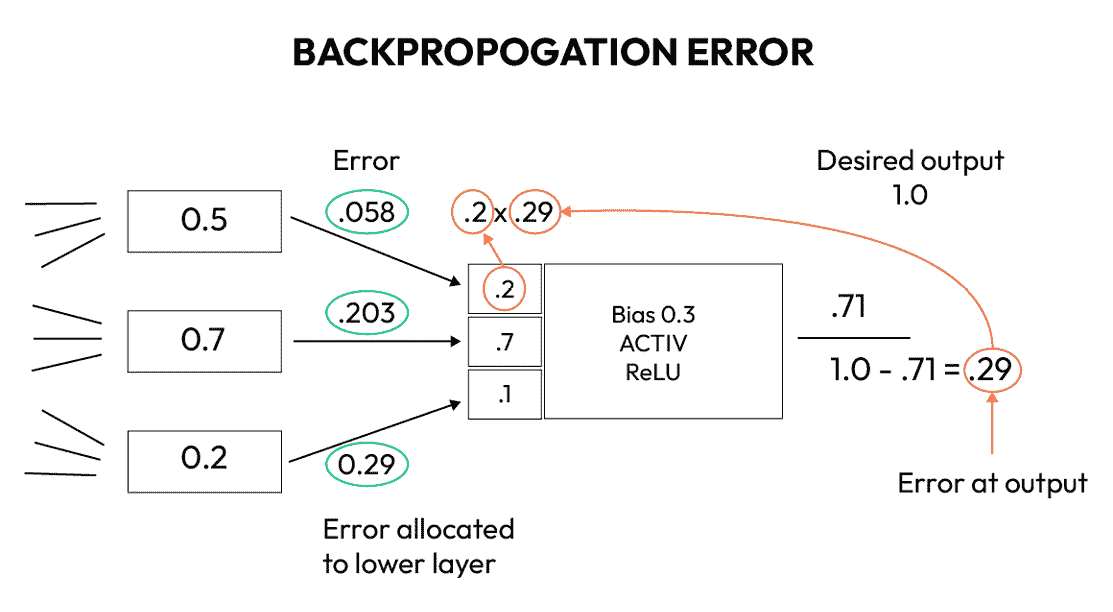 BACKPROPOGATION ERROR
Error
Desired output
1.0
0.5
.058
.2 x .29
.2
0.7
.203
.7
Bias 0.3
ACTIV
ReLU
.71
1.0 - .71 = .29
.1
0.2
0.29
Error at output
Error allocated
to lower layer